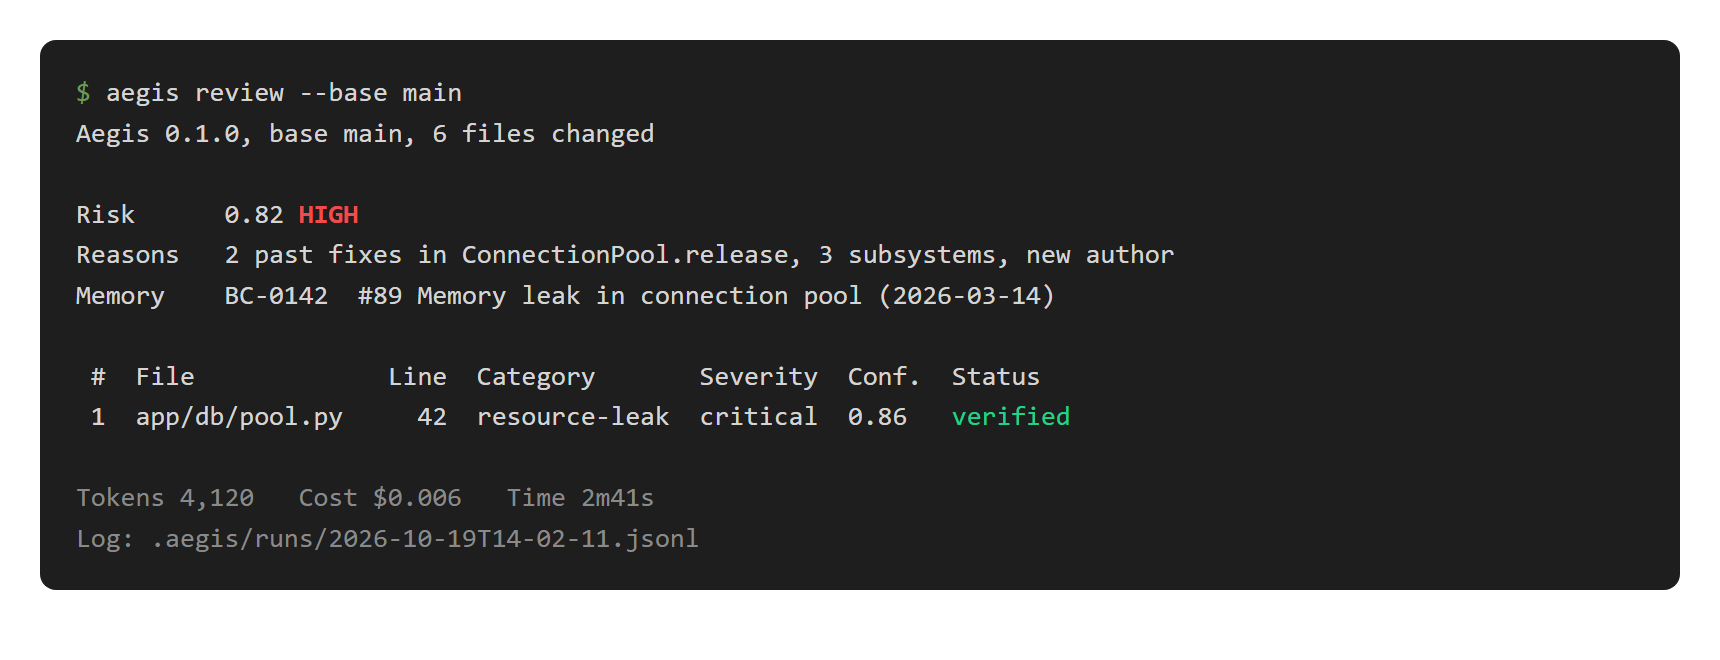 $ aegis review --base main
Aegis 0.1.0, base main, 6 files changed
Risk      0.82 HIGH
Reasons   2 past fixes in ConnectionPool.release, 3 subsystems, new author
Memory    BC-0142  #89 Memory leak in connection pool (2026-03-14)
 #  File             Line  Category       Severity  Conf.  Status
 1  app/db/pool.py     42  resource-leak  critical  0.86   verified
Tokens 4,120   Cost $0.006   Time 2m41s
Log: .aegis/runs/2026-10-19T14-02-11.jsonl